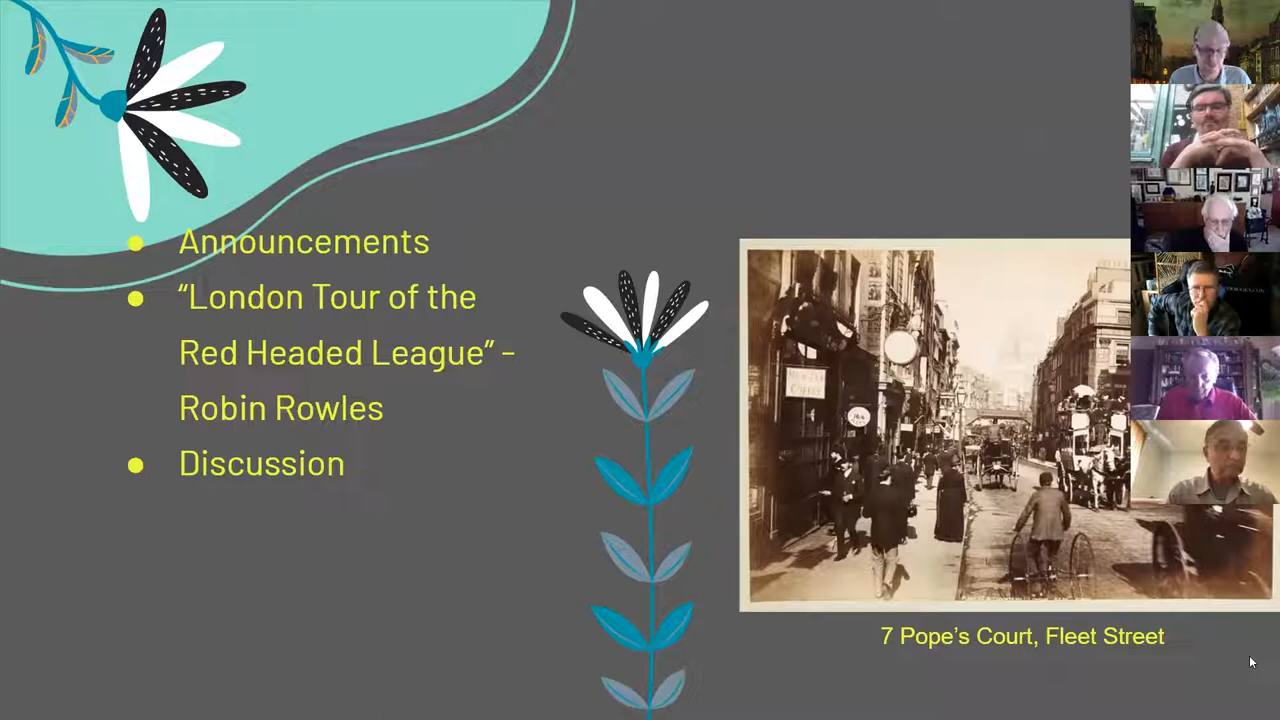 Announcements
“London Tour of the
Red Headed League” -
Robin Rowles
Discussion
7 Pope’s Court, Fleet Street